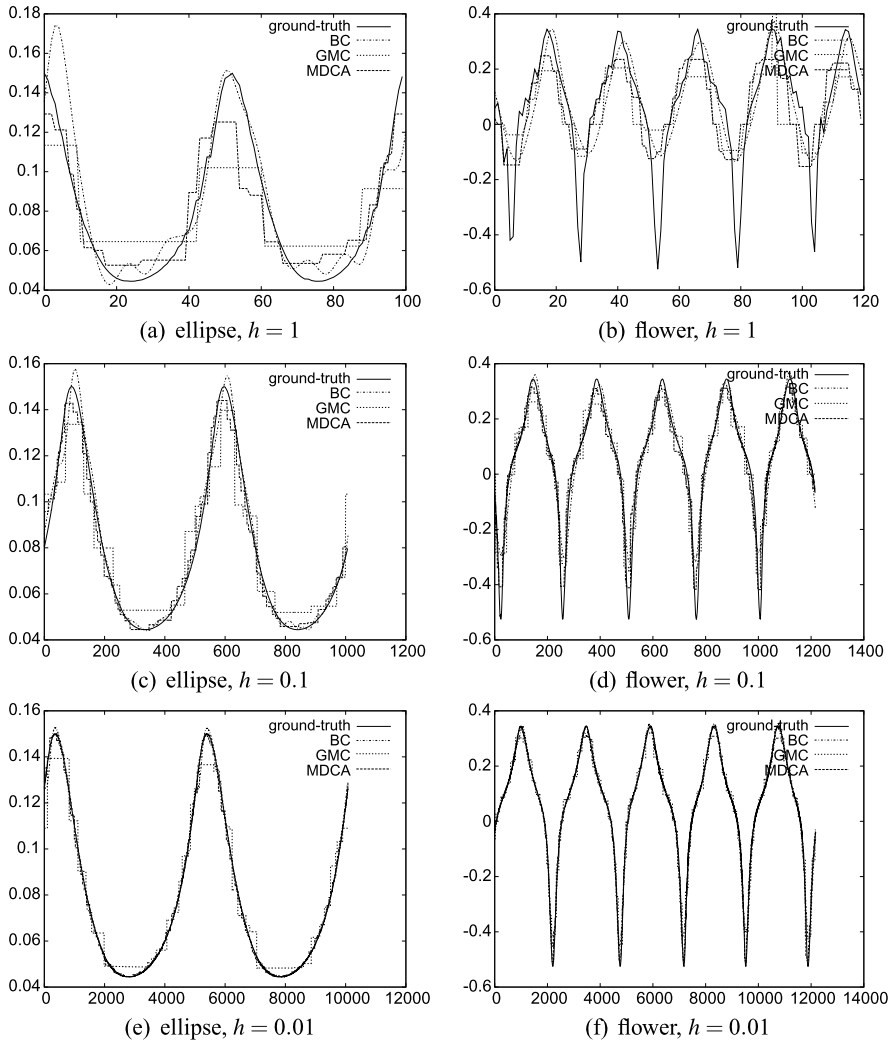 0.16
0.14
0.12
0.1
0.08
0.06
0.04
0 20 40 60 80 100
ground-truth
BC
GMC
MDCA
(a) ellipse, h = 1
0.4
0.2
0
-0.2
-0.4
-0.6
0 20 40 60 80 100 120
ground-truth
BC
GMC
MDCA
(b) flower, h = 1
0.16
0.14
0.12
0.1
0.08
0.06
0.04
0 200 400 600 800 1000 1200
ground-truth
BC
GMC
MDCA
(c) ellipse, h = 0.1
0.4
0.2
0
-0.2
-0.4
-0.6
0 200 400 600 800 1000 1200 1400
ground-truth
BC
GMC
MDCA
(d) flower, h = 0.1
0.16
0.14
0.12
0.1
0.08
0.06
0.04
0 2000 4000 6000 8000 10000 12000
ground-truth
BC
GMC
MDCA
(e) ellipse, h = 0.01
0.4
0.2
0
-0.2
-0.4
-0.6
0 2000 4000 6000 8000 10000 12000 14000
ground-truth
BC
GMC
MDCA
(f) flower, h = 0.01